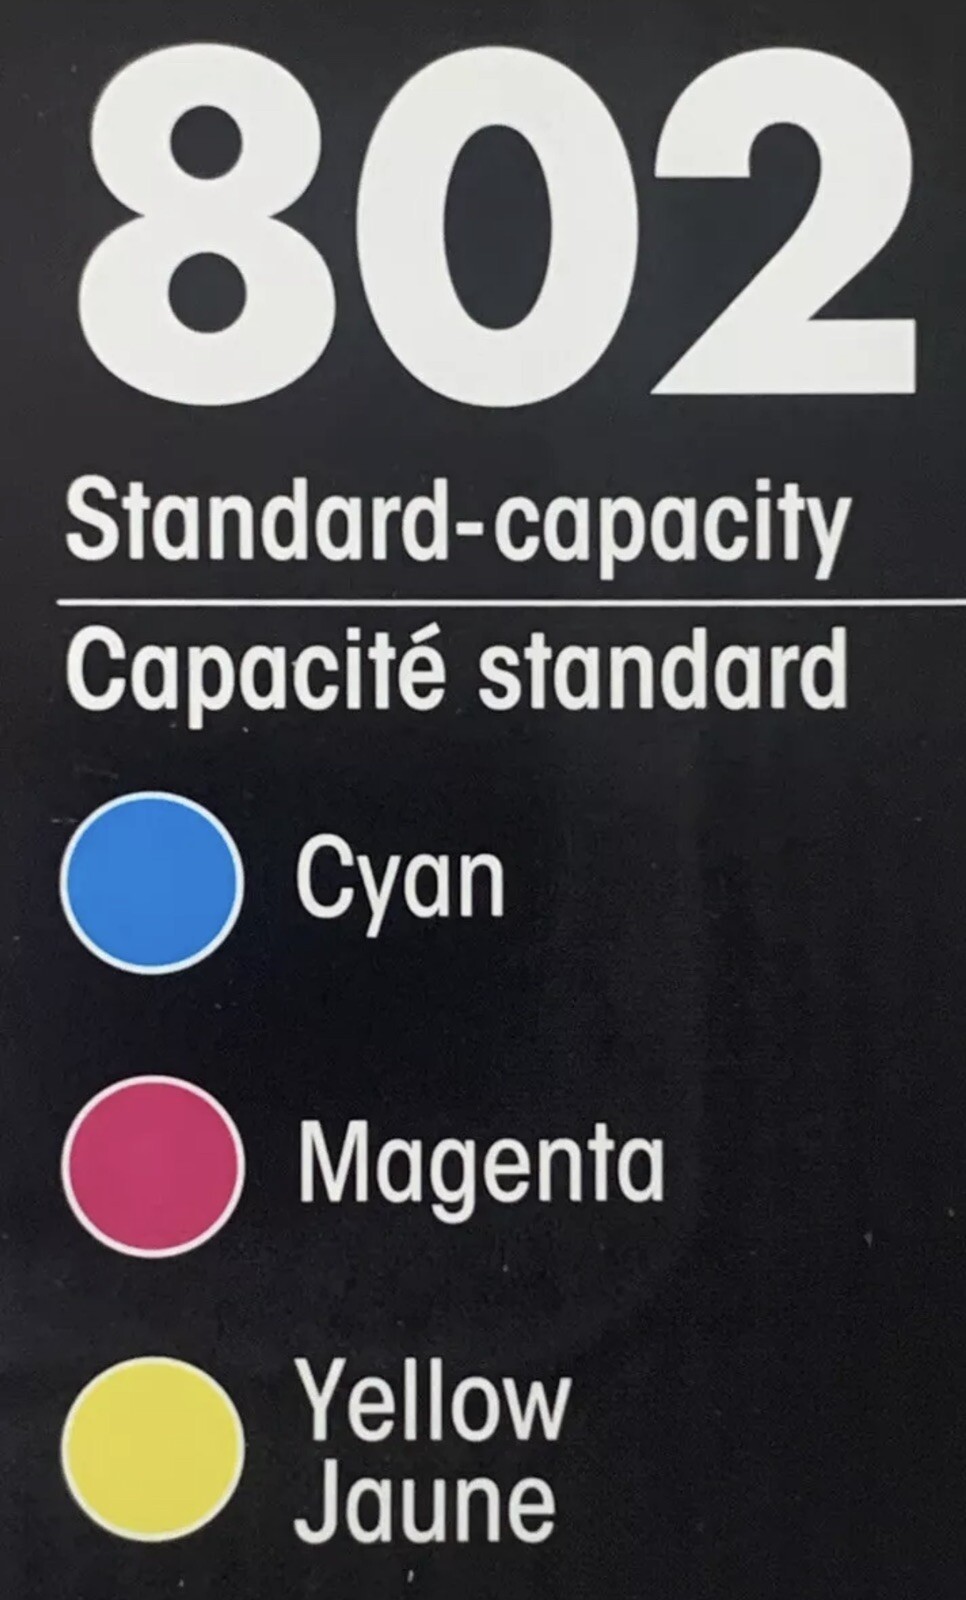 802
Standard-capacity
Capacité standard
Cyan
Magenta
Yellow
Jaune